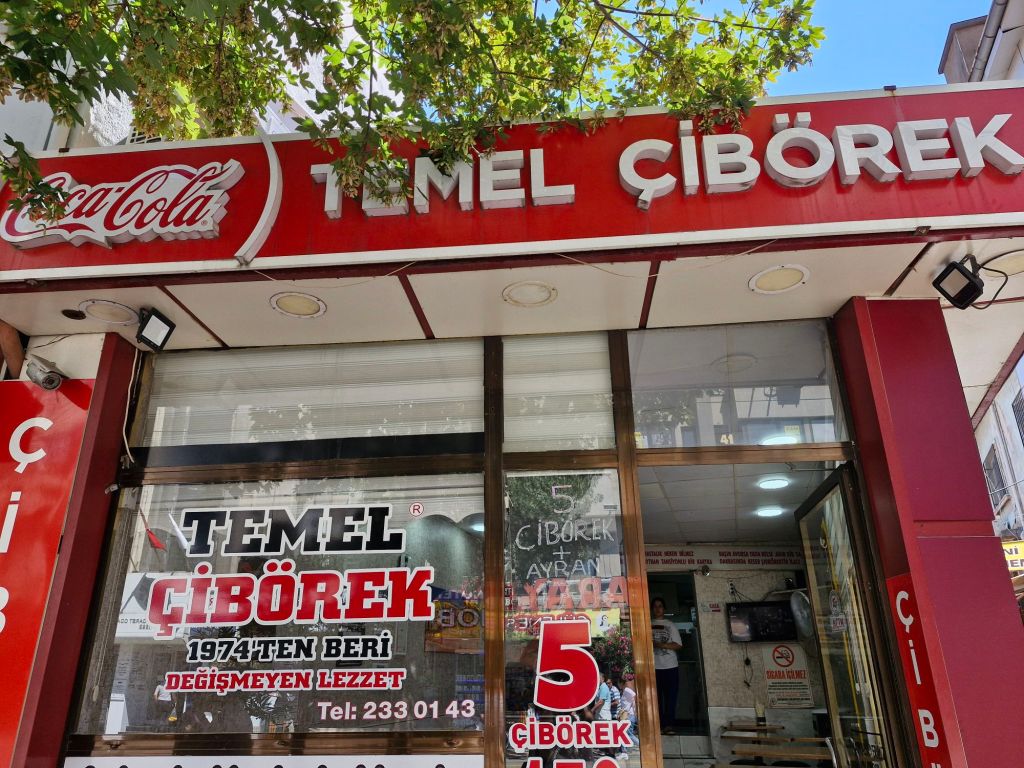 Coca-Cola
TEMEL ÇİBÖREK
TEMEL ®
ÇİBÖREK
1974'TEN BERİ
DEĞİŞMEYEN LEZZET
Tel: 233 01 43
5
ÇİBÖREK
+
AYRAN
5
ÇİBÖREK
41
SİGARA İÇİLMEZ
Ç
İ
B
Ç
İ
B